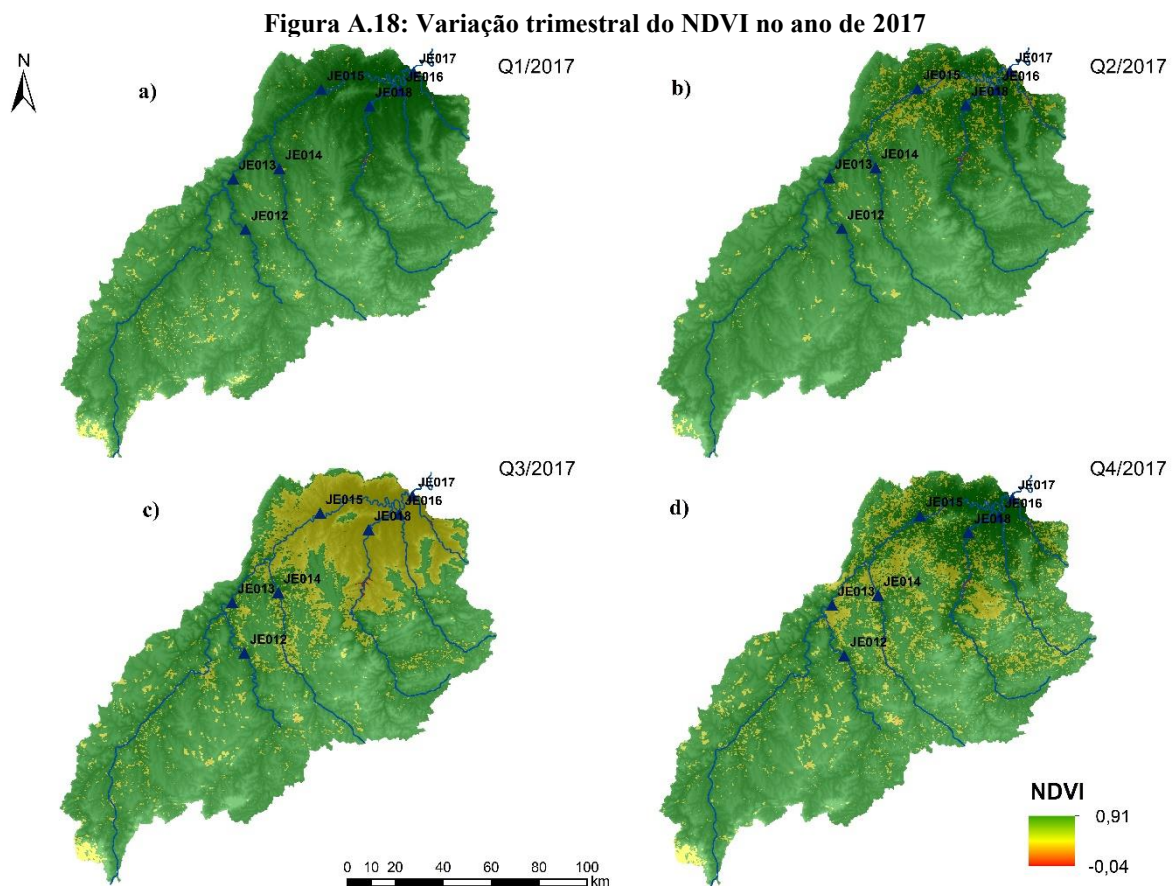 Figura A.18: Variação trimestral do NDVI no ano de 2017
N
a)
Q1/2017
JE017
JE016
JE015
JE018
JE014
JE013
JE012
b)
Q2/2017
JE017
JE016
JE015
JE018
JE014
JE013
JE012
c)
Q3/2017
JE017
JE016
JE015
JE018
JE014
JE013
JE012
d)
Q4/2017
JE017
JE016
JE015
JE018
JE014
JE013
JE012
0 10 20 40 60 80 100
km
NDVI
0,91
-0,04